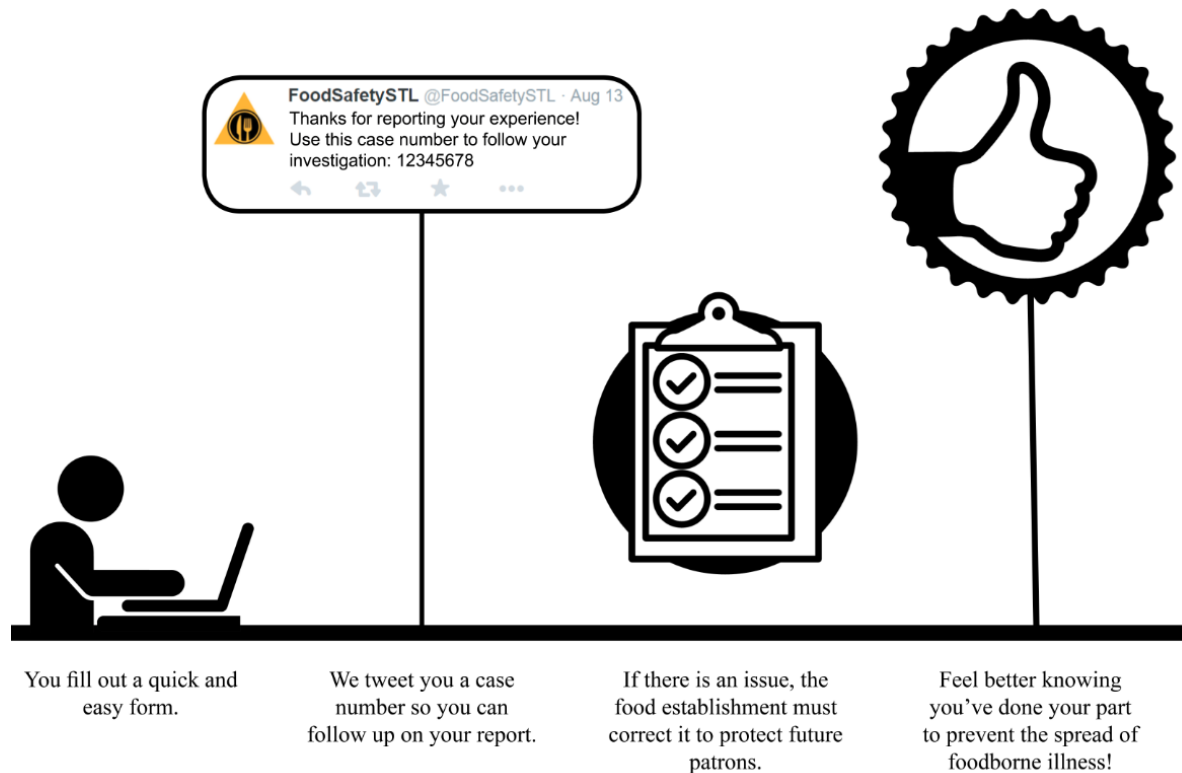 FoodSafetySTL @FoodSafetySTL · Aug 13
Thanks for reporting your experience!
Use this case number to follow your
investigation: 12345678
You fill out a quick and
easy form.
We tweet you a case
number so you can
follow up on your report.
If there is an issue, the
food establishment must
correct it to protect future
patrons.
Feel better knowing
you’ve done your part
to prevent the spread of
foodborne illness!